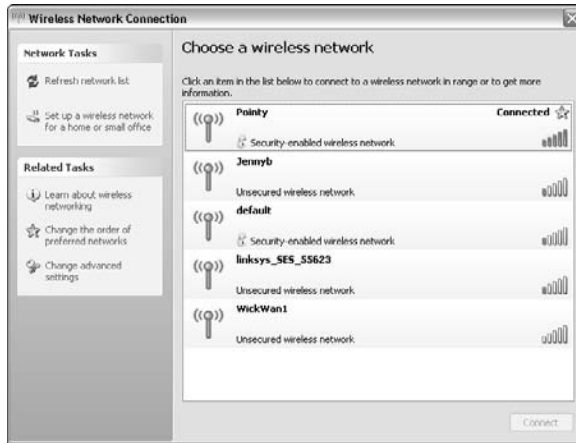 Wireless Network Connection
Network Tasks
Refresh network list
Set up a wireless network
for a home or small office
Related Tasks
Learn about wireless
networking
Change the order of
preferred networks
Change advanced
settings
Choose a wireless network
Click an item in the list below to connect to a wireless network in range or to get more
information.
Pointy Connected
Security-enabled wireless network
Jennyb
Unsecured wireless network
default
Security-enabled wireless network
linksys_SES_55623
Unsecured wireless network
WickWan1
Unsecured wireless network
Connect